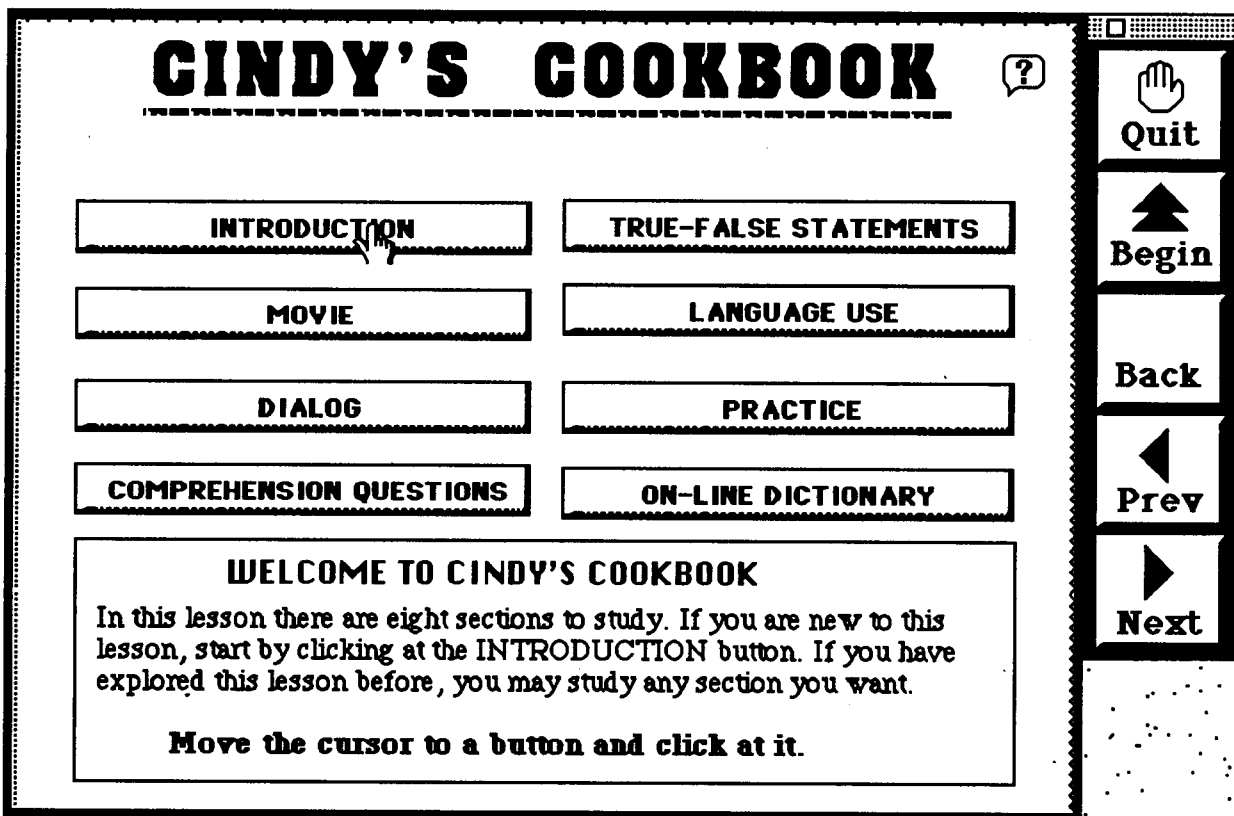 CINDY'S COOKBOOK
?
INTRODUCTION
TRUE-FALSE STATEMENTS
MOVIE
LANGUAGE USE
DIALOG
PRACTICE
COMPREHENSION QUESTIONS
ON-LINE DICTIONARY
WELCOME TO CINDY'S COOKBOOK
In this lesson there are eight sections to study. If you are new to this
lesson, start by clicking at the INTRODUCTION button. If you have
explored this lesson before, you may study any section you want.
Move the cursor to a button and click at it.
Quit
Begin
Back
Prev
Next